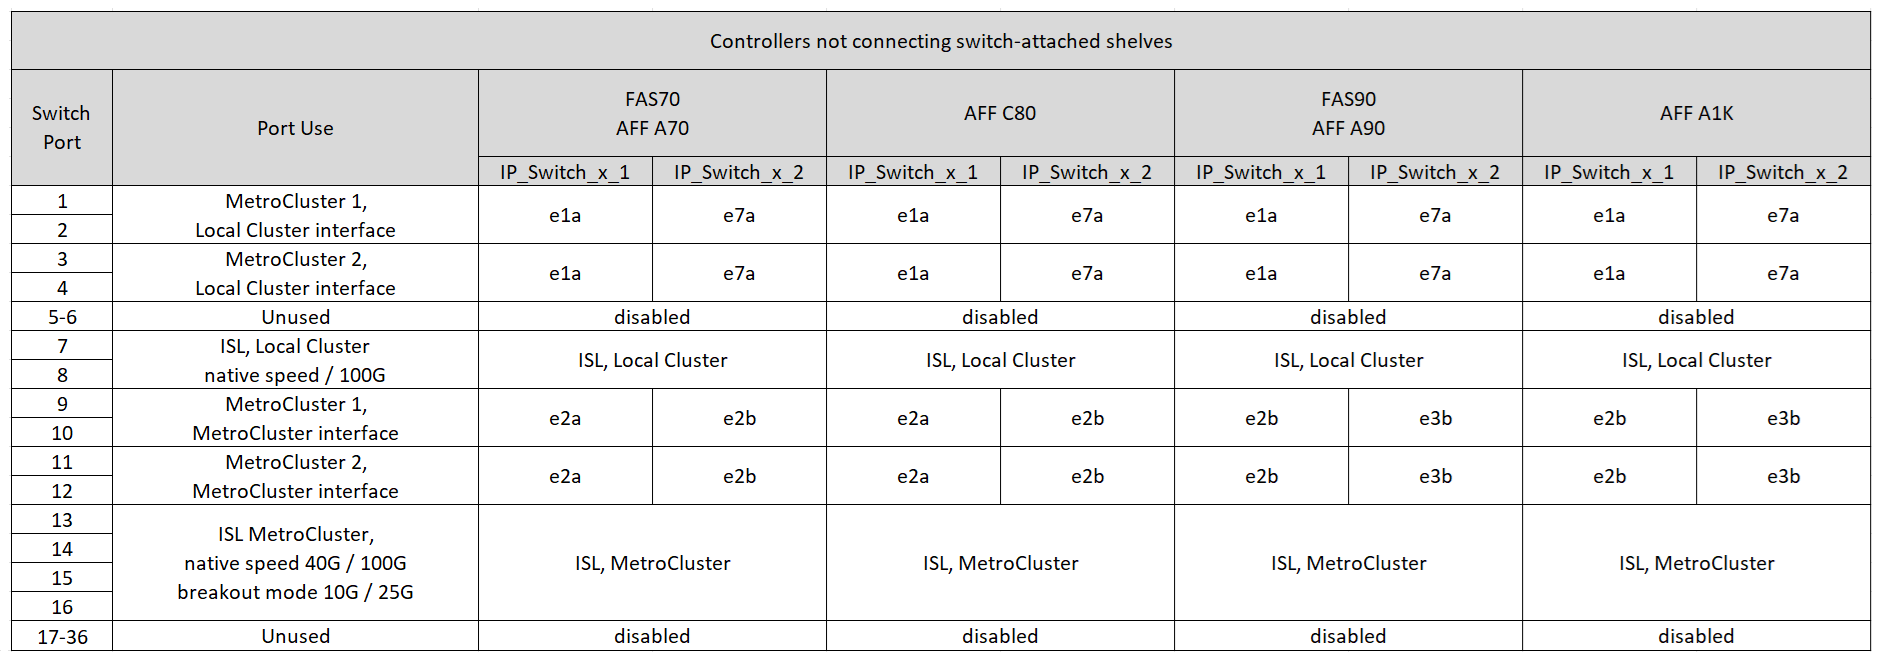 Controllers not connecting switch-attached shelves
Switch
Port
Port Use
FAS70
AFF A70
AFF C80
FAS90
AFF A90
AFF A1K
IP_Switch_x_1 IP_Switch_x_2 IP_Switch_x_1 IP_Switch_x_2 IP_Switch_x_1 IP_Switch_x_2 IP_Switch_x_1 IP_Switch_x_2
1
2
MetroCluster 1,
Local Cluster interface
e1a e7a e1a e7a e1a e7a e1a e7a
3
4
MetroCluster 2,
Local Cluster interface
e1a e7a e1a e7a e1a e7a e1a e7a
5-6 Unused disabled disabled disabled disabled
7
8
ISL, Local Cluster
native speed / 100G
ISL, Local Cluster ISL, Local Cluster ISL, Local Cluster ISL, Local Cluster
9
10
MetroCluster 1,
MetroCluster interface
e2a e2b e2a e2b e2b e3b e2b e3b
11
12
MetroCluster 2,
MetroCluster interface
e2a e2b e2a e2b e2b e3b e2b e3b
13
14
15
16
ISL MetroCluster,
native speed 40G / 100G
breakout mode 10G / 25G
ISL, MetroCluster ISL, MetroCluster ISL, MetroCluster ISL, MetroCluster
17-36 Unused disabled disabled disabled disabled